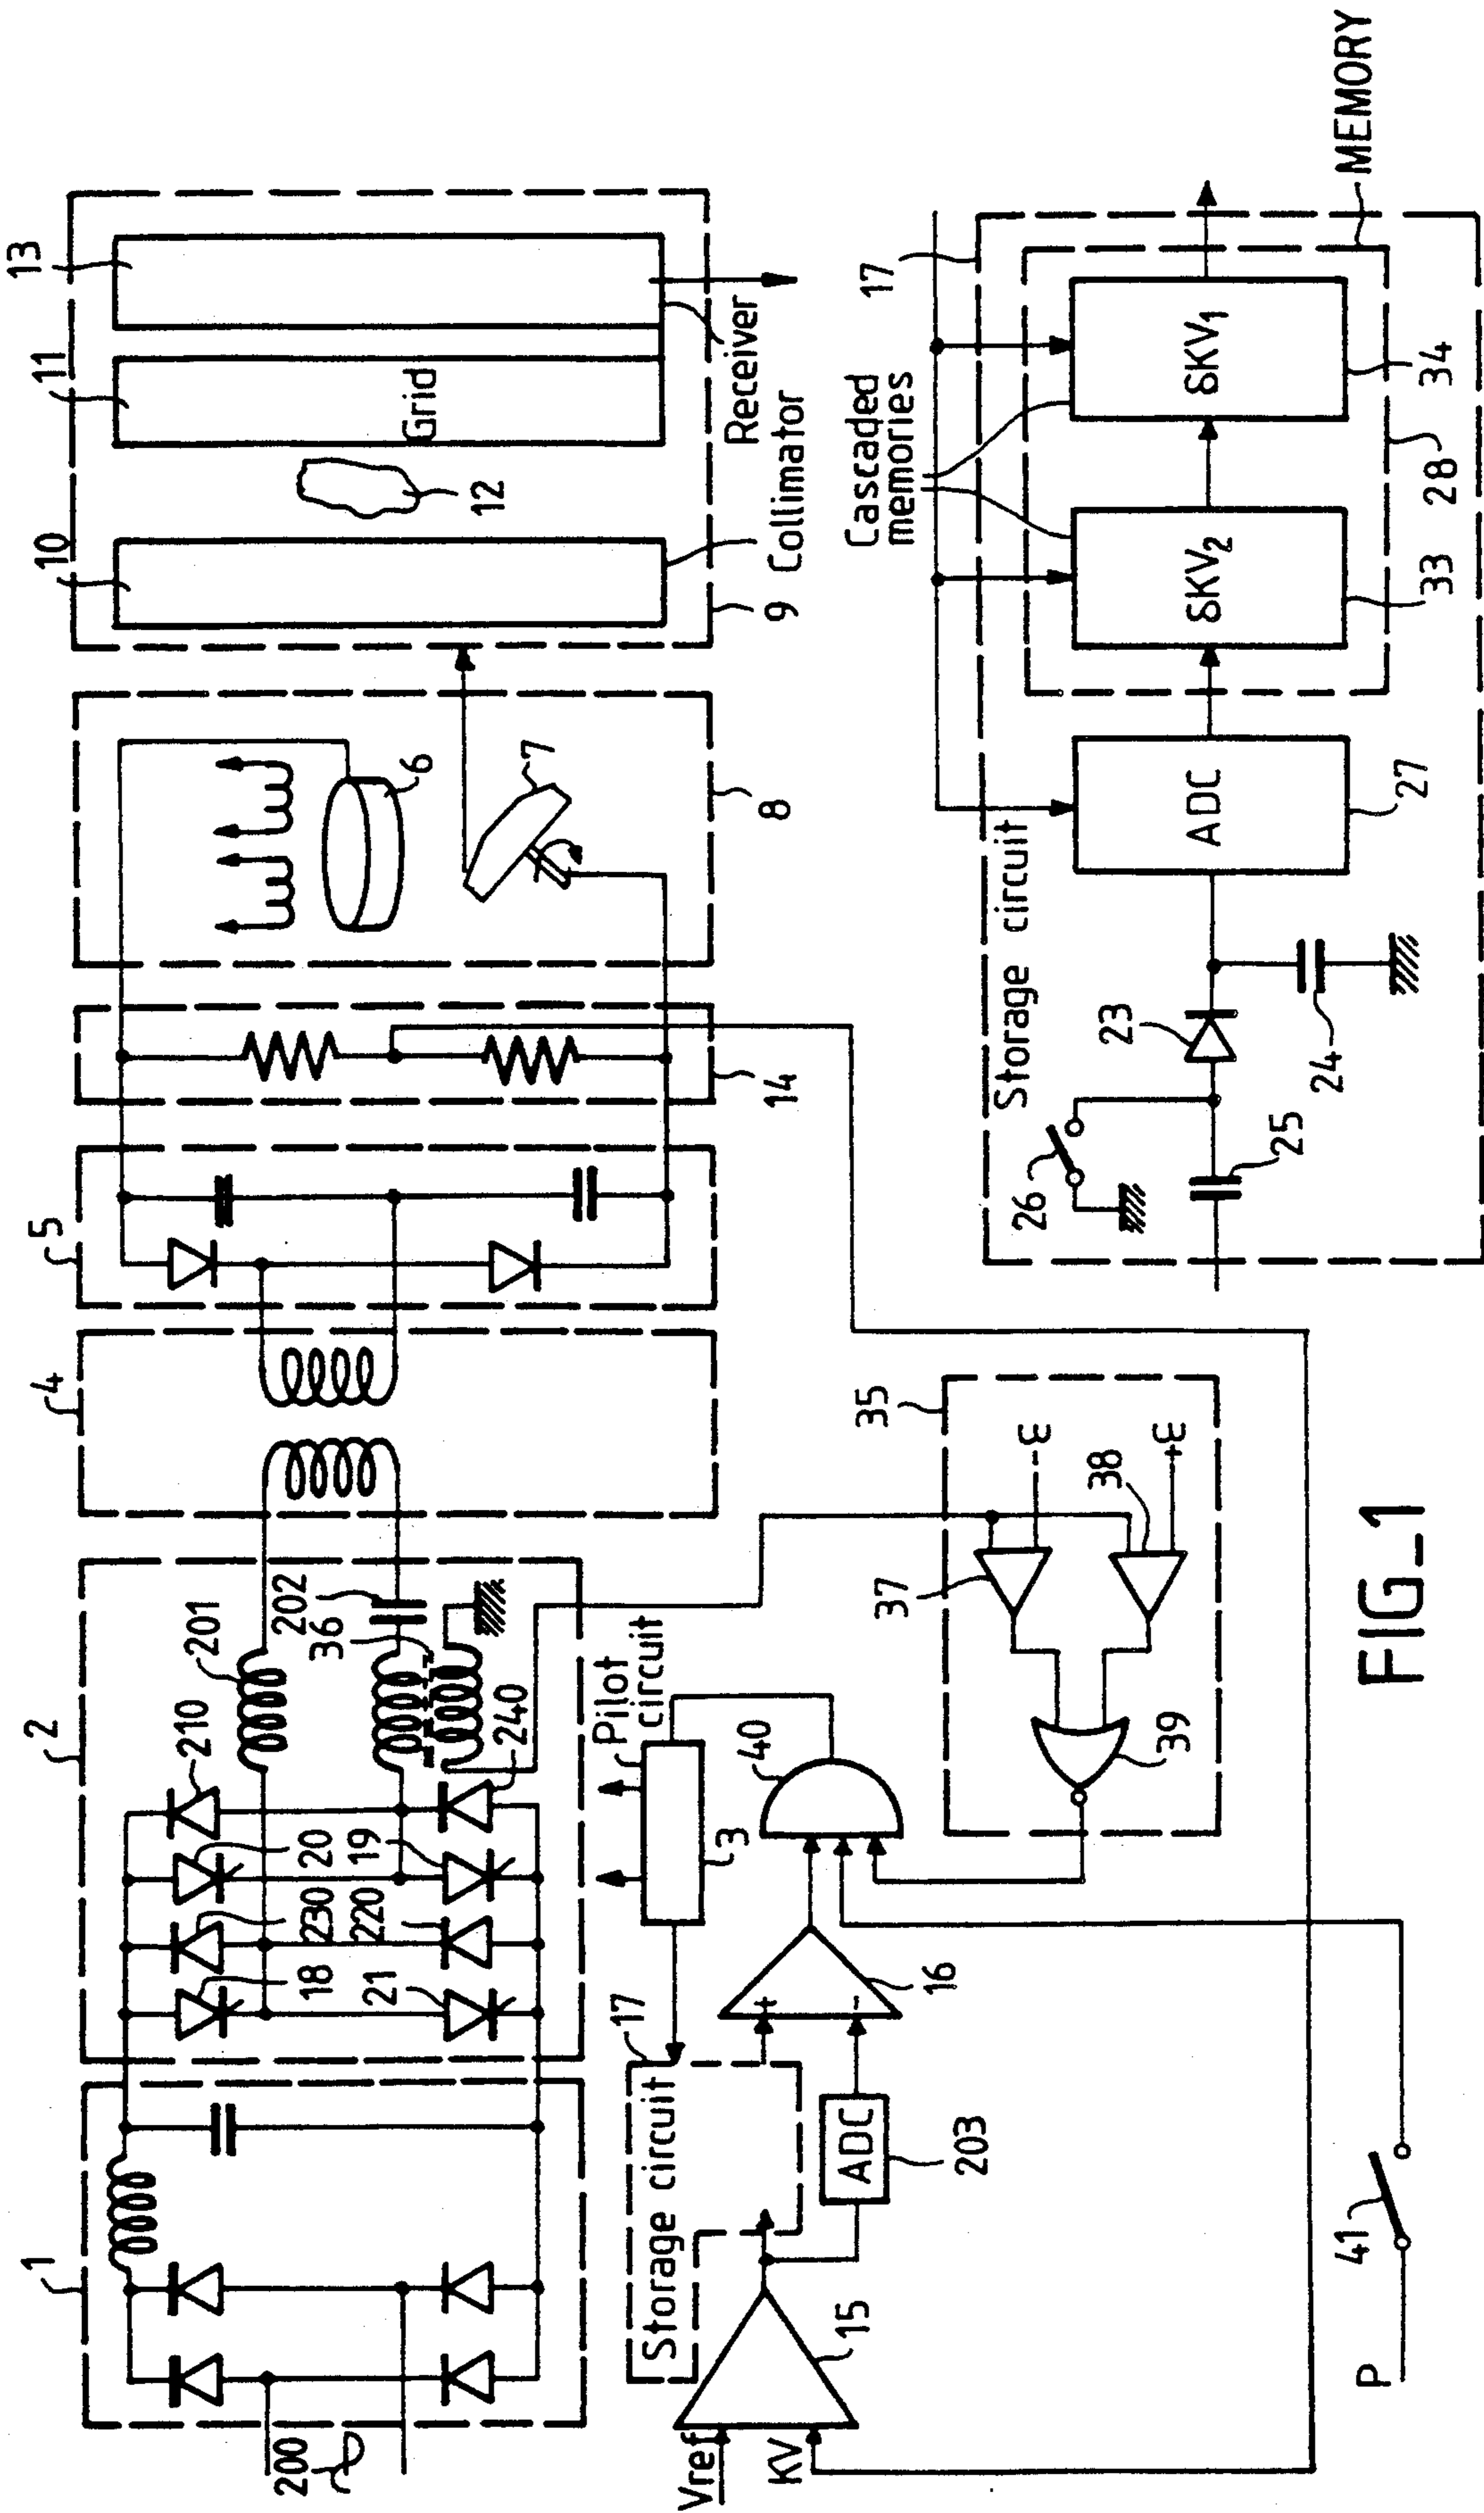 1
2
4
5
10
11
13
200
210
201
202
36
20
19
230
220
18
21
240
6
7
Grid
12
14
8
9
Collimator
Receiver
Pilot
circuit
3
17
Storage circuit
Vref
KV
15
ADC
203
+
-
16
40
35
37
38
-ε
+ε
39
P
41
Cascaded
memories
17
Storage circuit
26
25
23
24
ADC
27
δKV2
33
δKV1
34
28
MEMORY
FIG_1